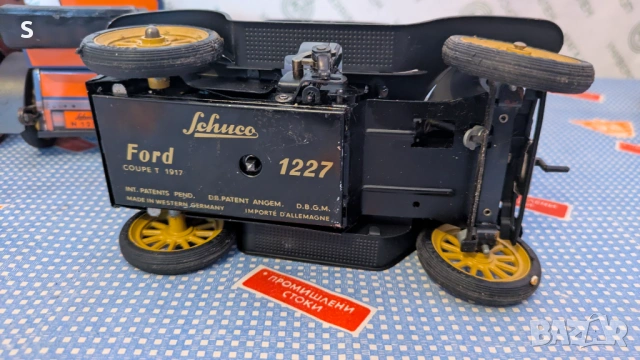 S
Schuco
Ford
COUPE T 1917
1227
INT. PATENTS PEND. D.B. PATENT ANGEM. D.B.G.M.
MADE IN WESTERN GERMANY IMPORTÉ D'ALLEMAGNE
ПРОМИШЛЕНИ
СТОКИ
BAZAR